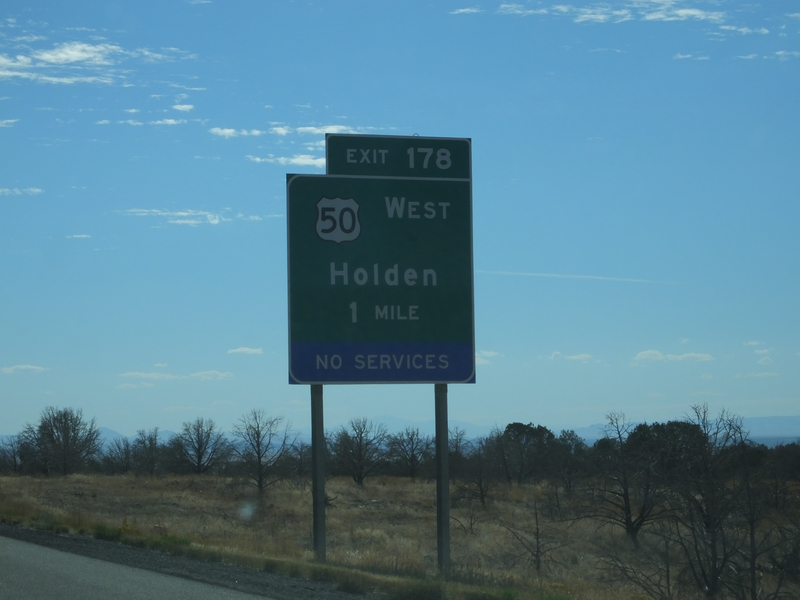 EXIT 178
50 WEST
Holden
1 MILE
NO SERVICES